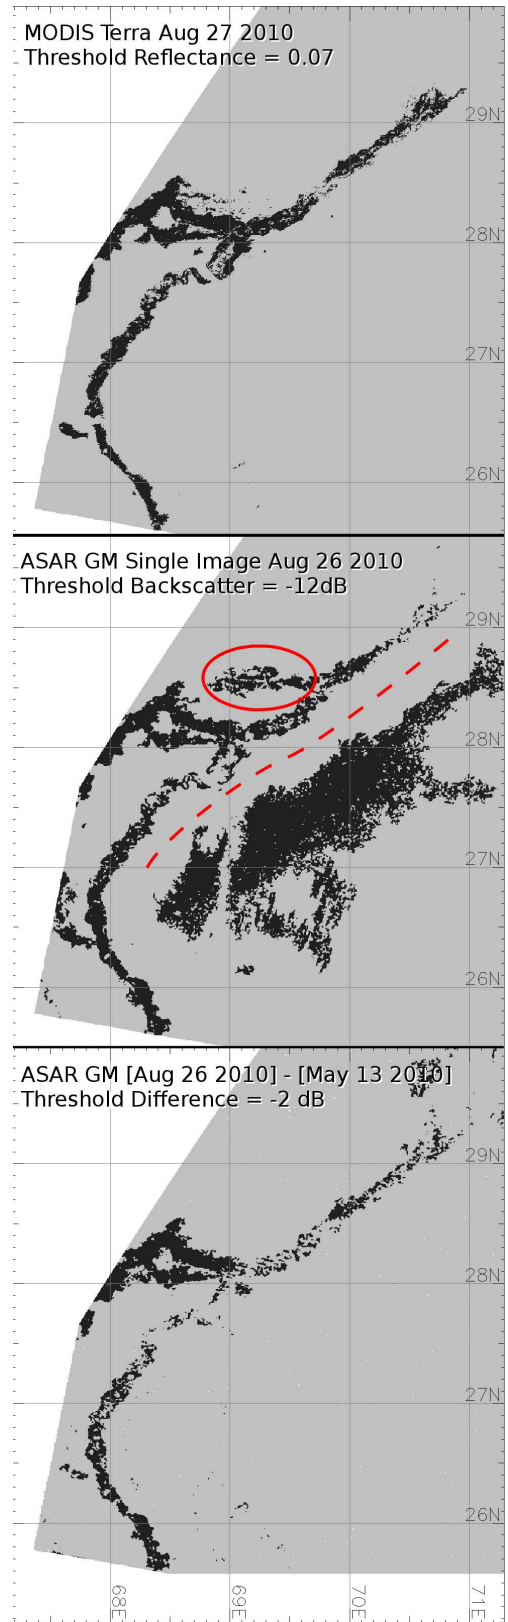 MODIS Terra Aug 27 2010
Threshold Reflectance = 0.07
29N
28N
27N
26N
ASAR GM Single Image Aug 26 2010
Threshold Backscatter = -12dB
29N
28N
27N
26N
ASAR GM [Aug 26 2010] - [May 13 2010]
Threshold Difference = -2 dB
29N
28N
27N
26N
68E
69E
70E
71E